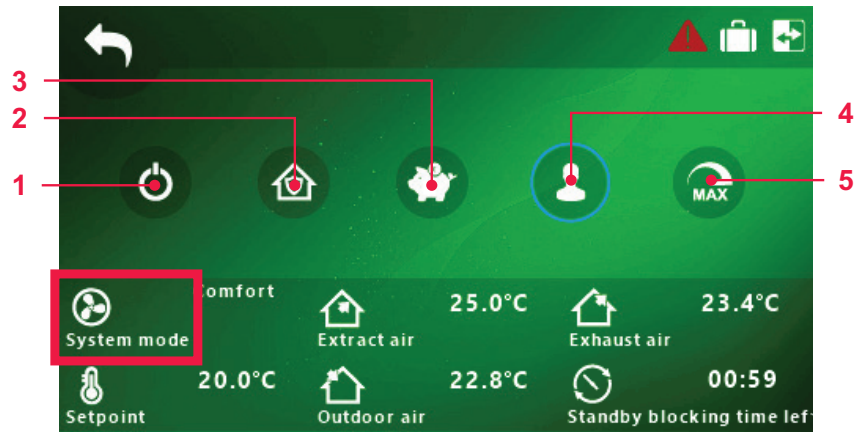 3
2
4
1
5
MAX
Comfort
25.0°C
23.4°C
System mode
Extract air
Exhaust air
20.0°C
22.8°C
00:59
Setpoint
Outdoor air
Standby blocking time lef